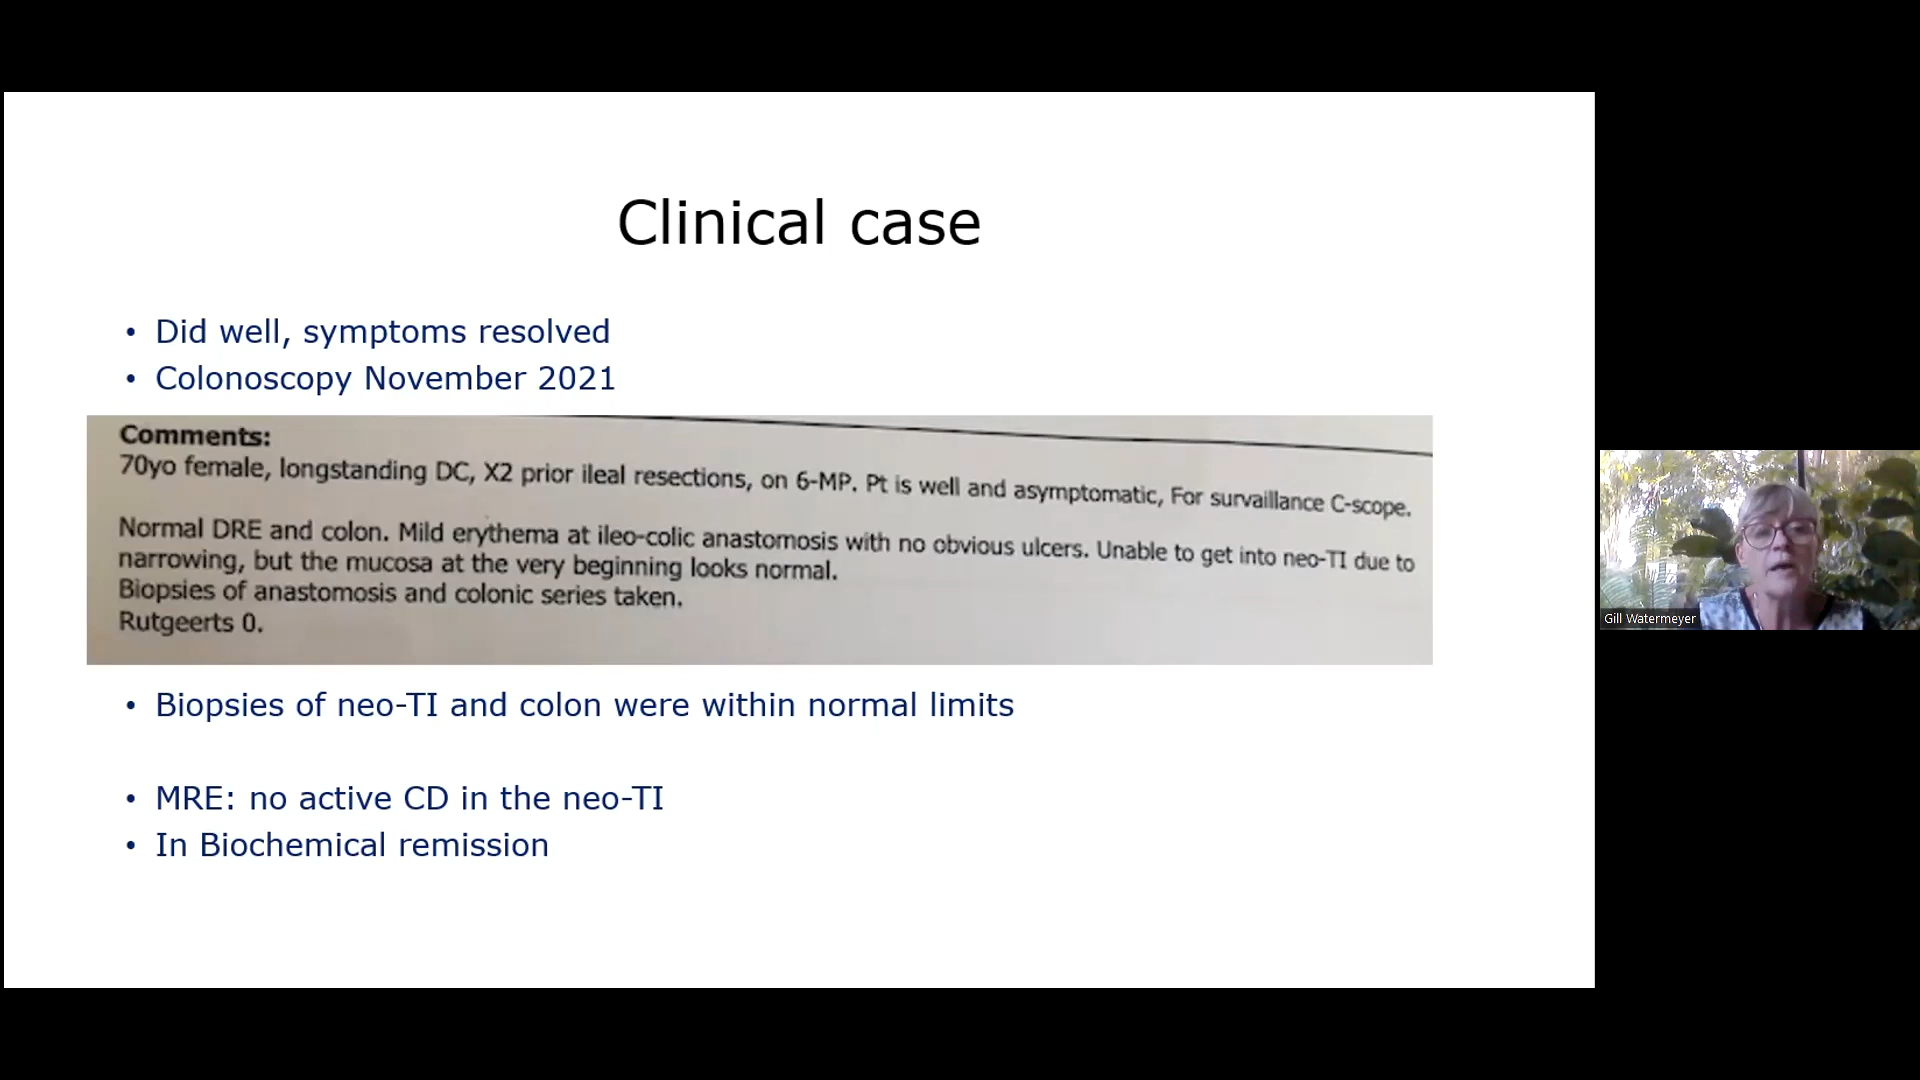 Clinical case
• Did well, symptoms resolved
• Colonoscopy November 2021
Comments:
70yo female, longstanding DC, X2 prior ileal resections, on 6-MP. Pt is well and asymptomatic, For survaillance C-scope.
Normal DRE and colon. Mild erythema at ileo-colic anastomosis with no obvious ulcers. Unable to get into neo-TI due to
narrowing, but the mucosa at the very beginning looks normal.
Biopsies of anastomosis and colonic series taken.
Rutgeerts 0.
• Biopsies of neo-TI and colon were within normal limits
• MRE: no active CD in the neo-TI
• In Biochemical remission
Gill Watermeyer